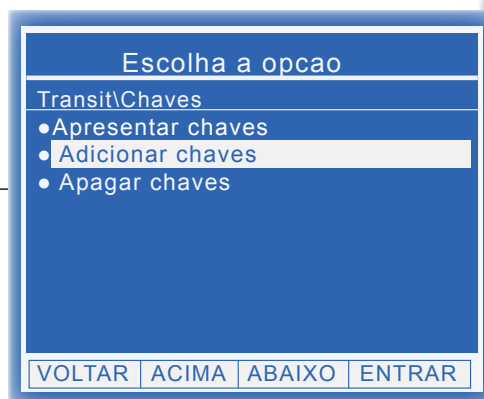 Escolha a opcao
Transit\Chaves
●Apresentar chaves
● Adicionar chaves
● Apagar chaves
VOLTAR ACIMA ABAIXO ENTRAR